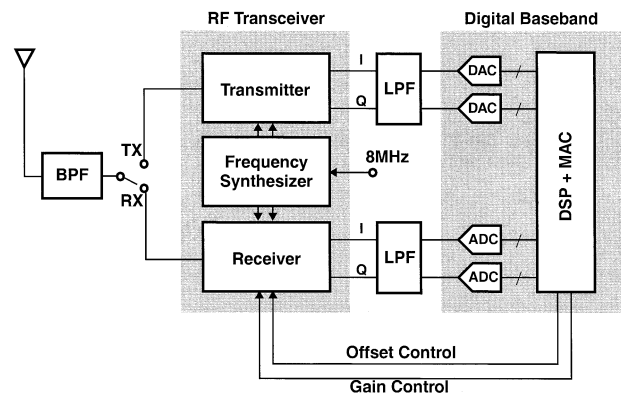 RF Transceiver
Digital Baseband
Transmitter
I
Q
LPF
DAC
DAC
DSP + MAC
TX
RX
BPF
Frequency
Synthesizer
8MHz
Receiver
I
Q
LPF
ADC
ADC
Offset Control
Gain Control